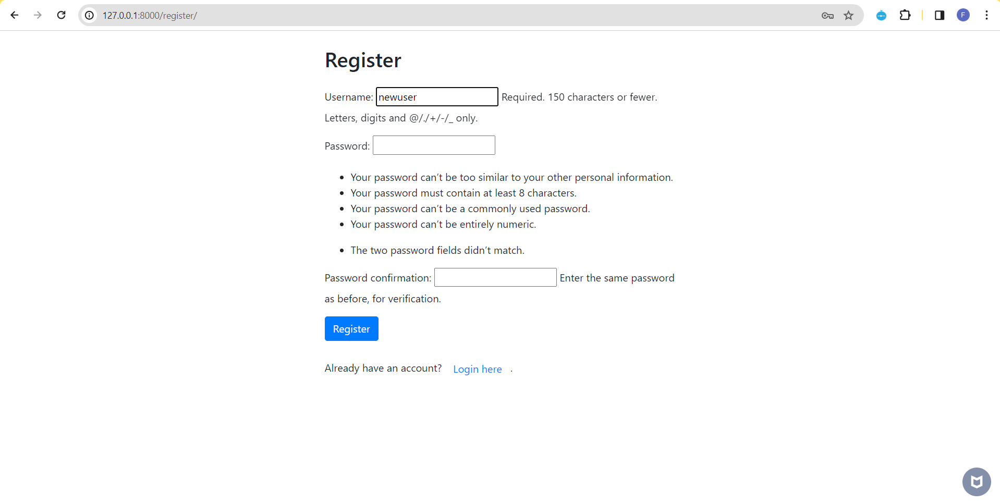 127.0.0.1:8000/register/
F
Register
Username: newuser Required. 150 characters or fewer.
Letters, digits and @/./+/-/_ only.
Password:
• Your password can’t be too similar to your other personal information.
• Your password must contain at least 8 characters.
• Your password can’t be a commonly used password.
• Your password can’t be entirely numeric.
• The two password fields didn’t match.
Password confirmation: Enter the same password
as before, for verification.
Register
Already have an account? Login here .